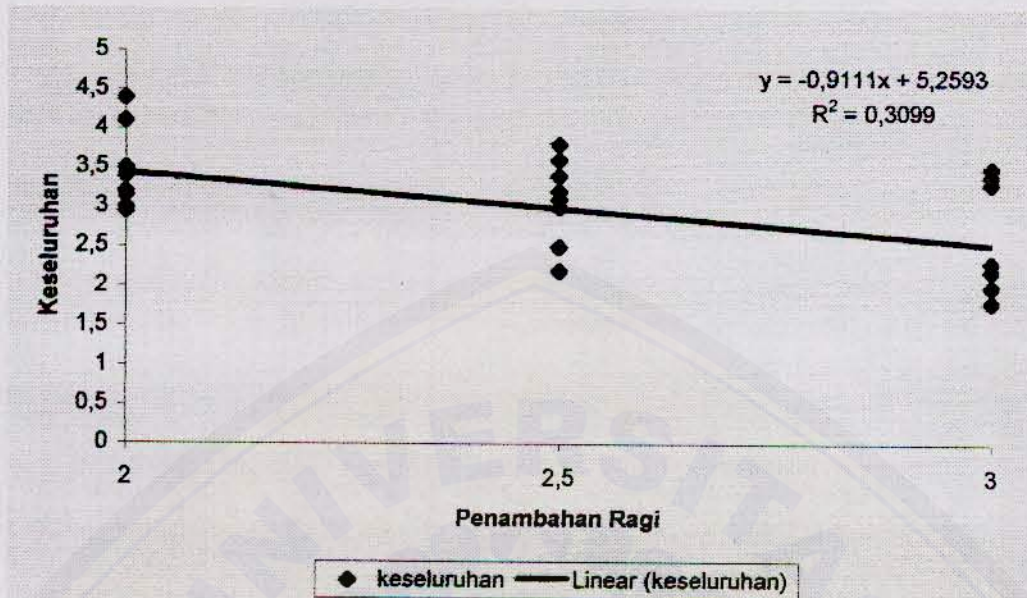 y = -0,9111x + 5,2593
R² = 0,3099
Keseluruhan
5
4,5
4
3,5
3
2,5
2
1,5
1
0,5
0
2
2,5
3
Penambahan Ragi
keseluruhan
Linear (keseluruhan)